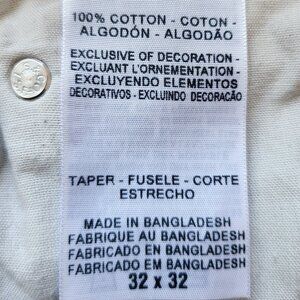 100% COTTON - COTON -
ALGODÓN - ALGODÃO
EXCLUSIVE OF DECORATION -
EXCLUANT L'ORNEMENTATION -
EXCLUYENDO ELEMENTOS
DECORATIVOS - EXCLUINDO DECORAÇÃO
TAPER - FUSELE - CORTE
ESTRECHO
MADE IN BANGLADESH
FABRIQUE AU BANGLADESH
FABRICADO EN BANGLADESH
FABRICADO EM BANGLADESH
32 x 32